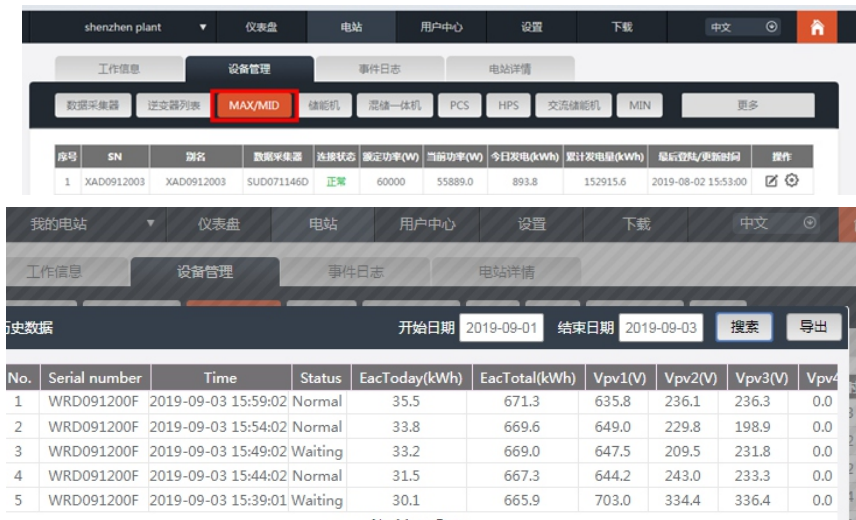 shenzhen plant ▼ 仪表盘 电站 用户中心 设置 下载 中文
工作信息 设备管理 事件日志 电站详情
数据采集器 逆变器列表 MAX/MID 储能机 混储一体机 PCS HPS 交流储能机 MIN 更多
序号 SN 别名 数据采集器 连接状态 额定功率(W) 当前功率(W) 今日发电(kWh) 累计发电量(kWh) 最后登陆/更新时间 操作
1 XAD0912003 XAD0912003 SUD071146D 正常 60000 55889.0 893.8 152915.6 2019-08-02 15:53:00
我的电站 ▼ 仪表盘 电站 用户中心 设置 下载 中文
工作信息 设备管理 事件日志 电站详情
历史数据 开始日期 2019-09-01 结束日期 2019-09-03 搜索 导出
No. Serial number Time Status EacToday(kWh) EacTotal(kWh) Vpv1(V) Vpv2(V) Vpv3(V) Vpv4
1 WRD091200F 2019-09-03 15:59:02 Normal 35.5 671.3 635.8 236.1 236.3 0.0
2 WRD091200F 2019-09-03 15:54:02 Normal 33.8 669.6 649.0 229.8 198.9 0.0
3 WRD091200F 2019-09-03 15:49:02 Waiting 33.2 669.0 647.5 209.5 231.8 0.0
4 WRD091200F 2019-09-03 15:44:02 Normal 31.5 667.3 644.2 243.0 233.3 0.0
5 WRD091200F 2019-09-03 15:39:01 Waiting 30.1 665.9 703.0 334.4 336.4 0.0